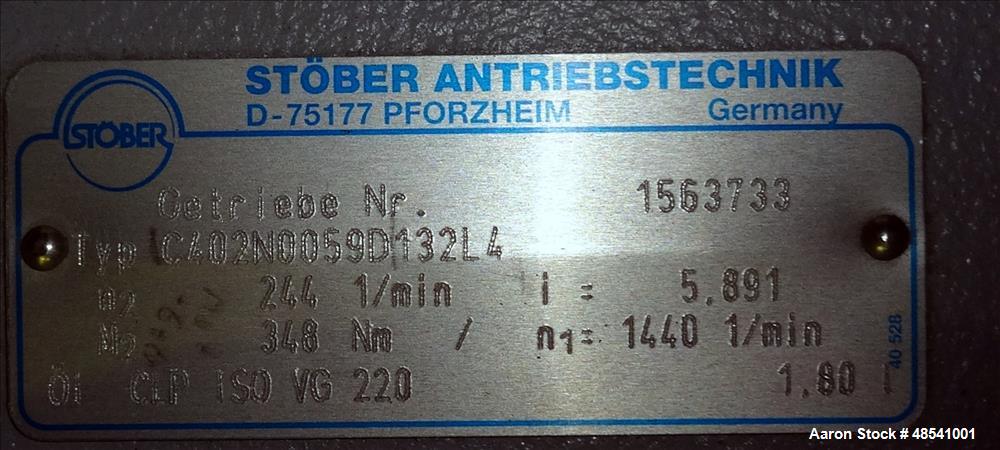 STÖBER ANTRIEBSTECHNIK
D-75177 PFORZHEIM Germany
STÖBER
Getriebe Nr. 1563733
Typ C402N0059D132L4
n2 244 1/min i = 5,891
M2 348 Nm / n1= 1440 1/min
Öl CLP ISO VG 220 1.80 l
40 528
Aaron Stock # 48541001